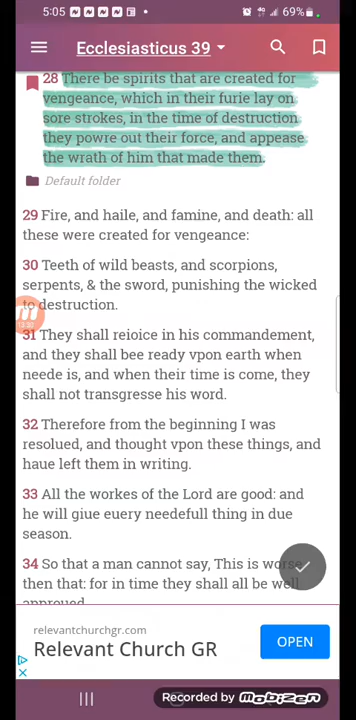 5:05 69%
Ecclesiasticus 39
28 There be spirits that are created for
vengeance, which in their furie lay on
sore strokes, in the time of destruction
they powre out their force, and appease
the wrath of him that made them.
Default folder
29 Fire, and haile, and famine, and death: all
these were created for vengeance:
30 Teeth of wild beasts, and scorpions,
serpents, & the sword, punishing the wicked
to destruction.
31 They shall reioice in his commandement,
and they shall bee ready vpon earth when
neede is, and when their time is come, they
shall not transgresse his word.
32 Therefore from the beginning I was
resolued, and thought vpon these things, and
haue left them in writing.
33 All the workes of the Lord are good: and
he will giue euery needefull thing in due
season.
34 So that a man cannot say, This is worse
then that: for in time they shall all be well
approued
relevantchurchgr.com
Relevant Church GR
OPEN
Recorded by MOBIZEN